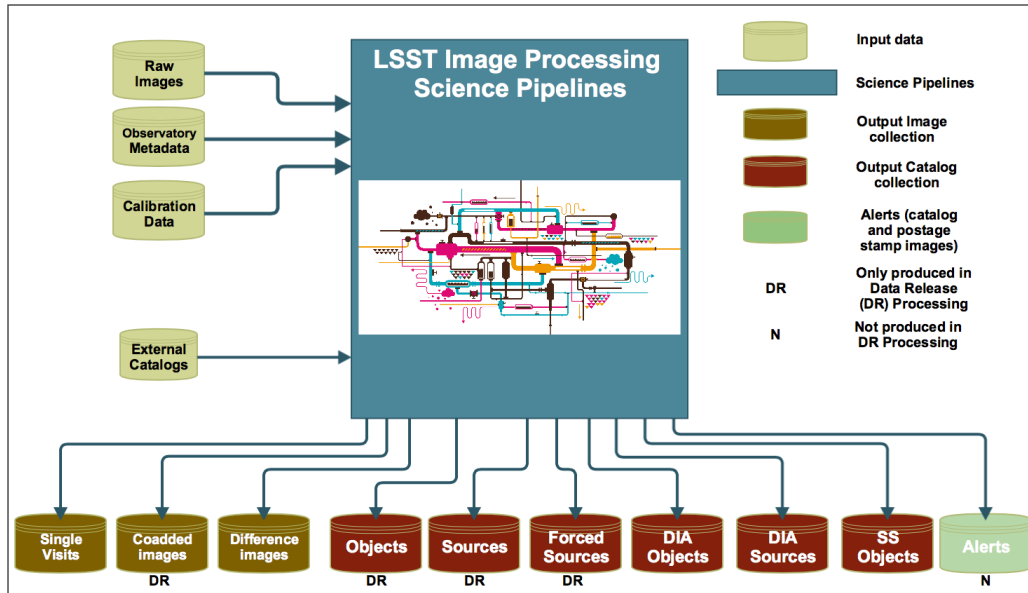 LSST Image Processing
Science Pipelines
Raw
Images
Observatory
Metadata
Calibration
Data
External
Catalogs
Input data
Science Pipelines
Output Image
collection
Output Catalog
collection
Alerts (catalog
and postage
stamp images)
DR
Only produced in
Data Release
(DR) Processing
N
Not produced in
DR Processing
Single
Visits
Coadded
images
DR
Difference
images
Objects
DR
Sources
DR
Forced
Sources
DR
DIA
Objects
DIA
Sources
SS
Objects
Alerts
N